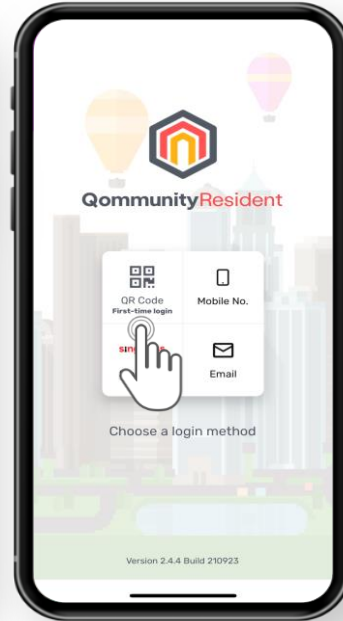 QommunityResident
QR Code
First-time login
Mobile No.
Email
Choose a login method
Version 2.4.4 Build 210923